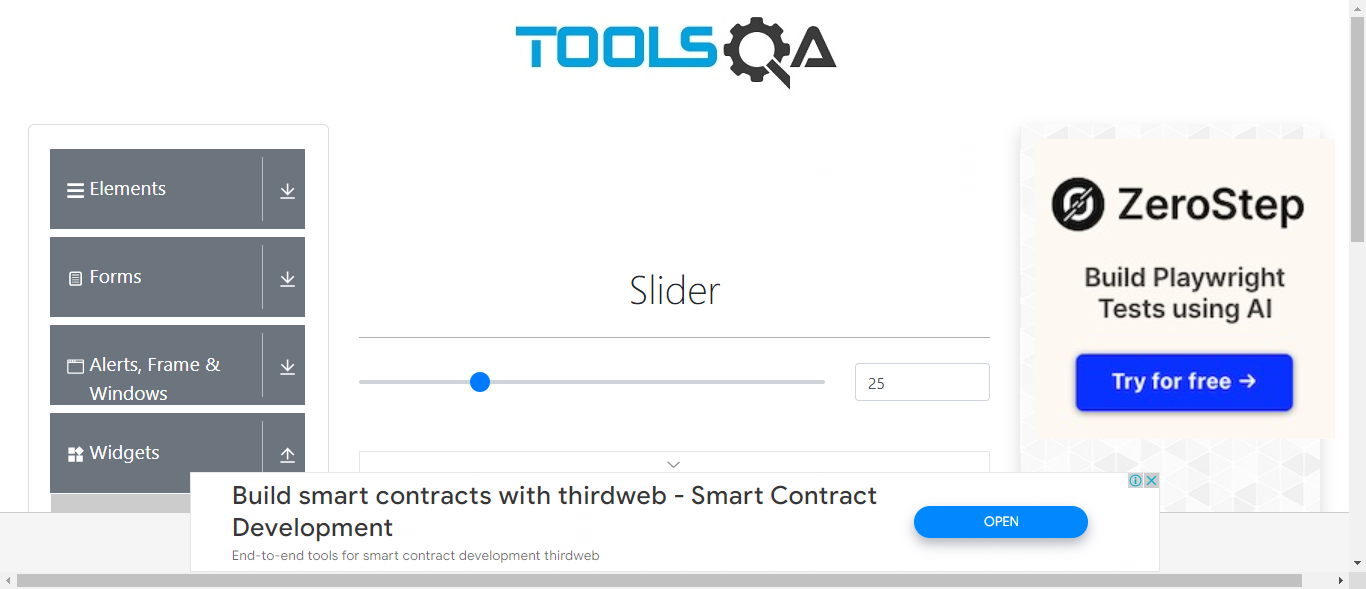 TOOLSQA
Elements
Forms
Alerts, Frame &
Windows
Widgets
Slider
25
ZeroStep
Build Playwright
Tests using AI
Try for free →
Build smart contracts with thirdweb - Smart Contract
Development
End-to-end tools for smart contract development thirdweb
OPEN